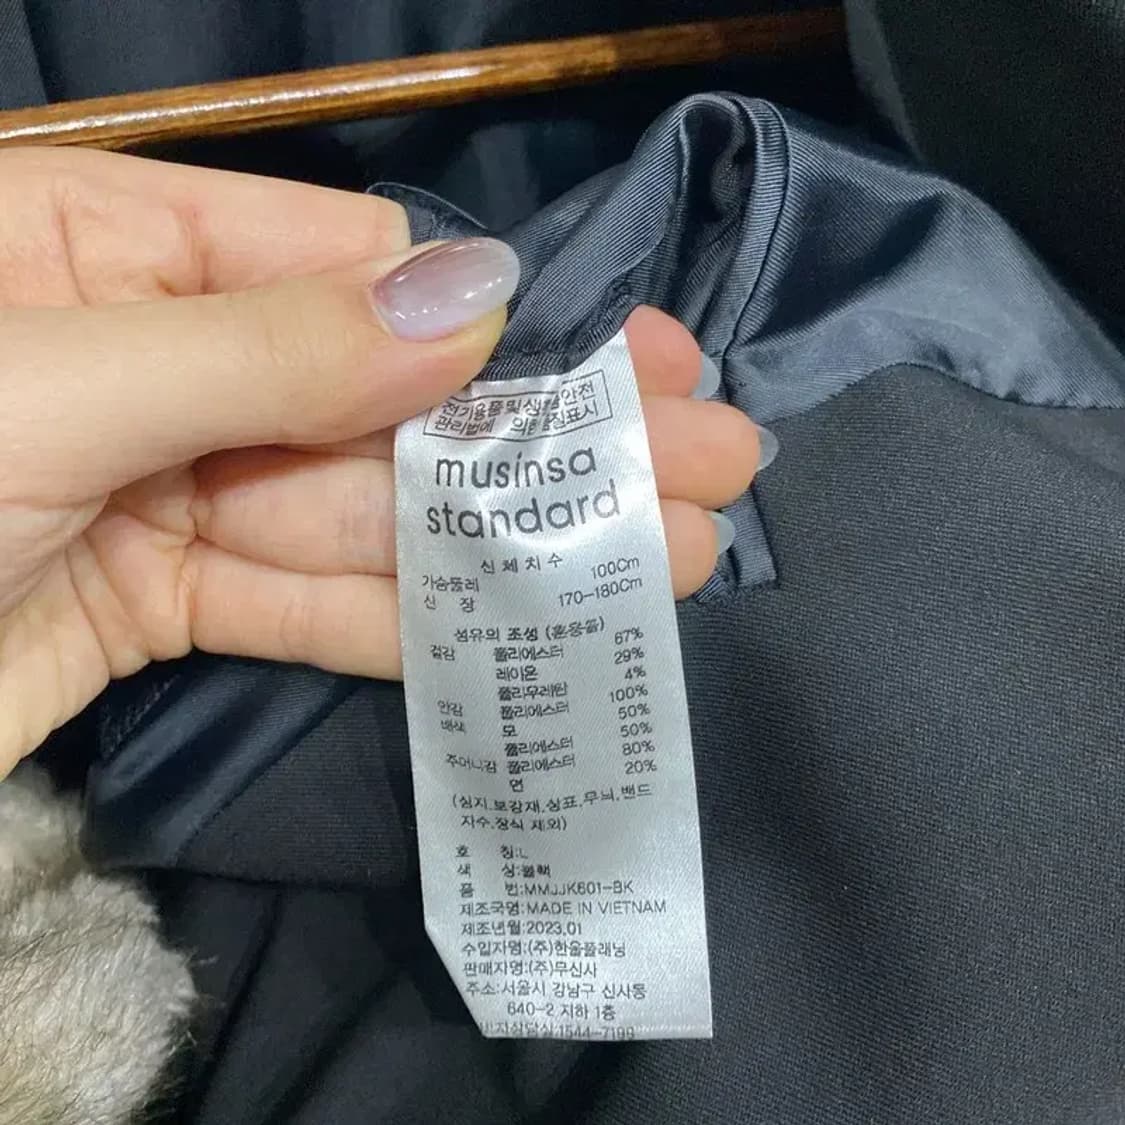 전기용품 및 생활용품 안전
관리법에 의한 품질표시
musinsa
standard
신체치수
가슴둘레 100Cm
신 장 170-180Cm
섬유의 조성 (혼용률)
겉감 폴리에스터 67%
레이온 29%
폴리우레탄 4%
안감 폴리에스터 100%
배색 모 50%
폴리에스터 50%
주머니감 폴리에스터 80%
면 20%
(심지,보강재,상표,무늬,밴드
자수,장식 제외)
호 칭:L
색 상:블랙
품 번:MMJJK601-BK
제조국명:MADE IN VIETNAM
제조년월:2023.01
수입자명:(주)한울플래닝
판매자명:(주)무신사
주소:서울시 강남구 신사동
640-2 지하 1층
1544-7199